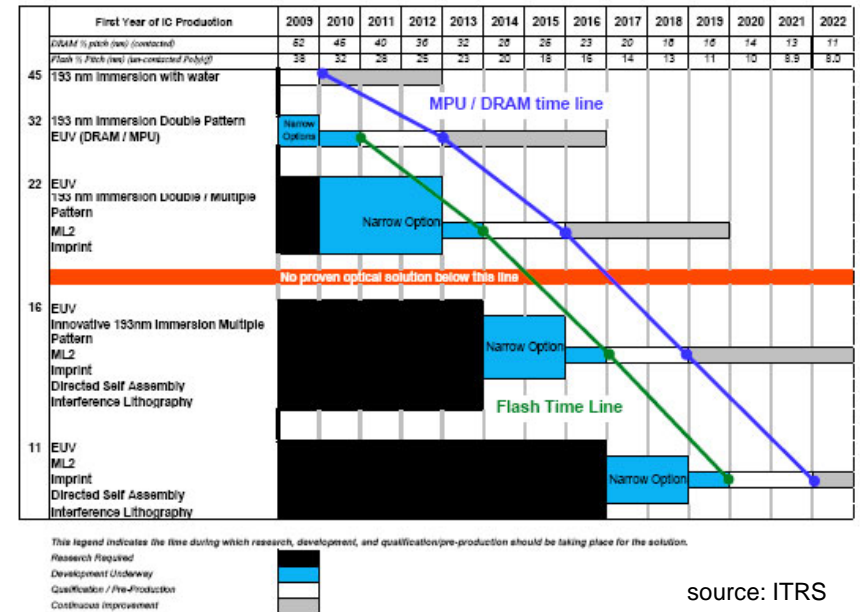 First Year of IC Production 2009 2010 2011 2012 2013 2014 2015 2016 2017 2018 2019 2020 2021 2022
DRAM ½ pitch (nm) (contacted) 52 45 40 36 32 28 25 23 20 18 16 14 13 11
Flash ½ Pitch (nm) (un-contacted Poly)(f) 38 32 28 25 23 20 18 16 14 13 11 10 8.9 8.0
45 193 nm Immersion with water
MPU / DRAM time line
32 193 nm Immersion Double Pattern
EUV (DRAM / MPU)
Narrow
Options
22 EUV
193 nm Immersion Double / Multiple
Pattern
ML2
Imprint
Narrow Option
No proven optical solution below this line
16 EUV
Innovative 193nm Immersion Multiple
Pattern
ML2
Imprint
Directed Self Assembly
Interference Lithography
Narrow Option
Flash Time Line
11 EUV
ML2
Imprint
Directed Self Assembly
Interference Lithography
Narrow Option
This legend indicates the time during which research, development, and qualification/pre-production should be taking place for the solution.
Research Required
Development Underway
Qualification / Pre-Production
Continuous Improvement
source: ITRS